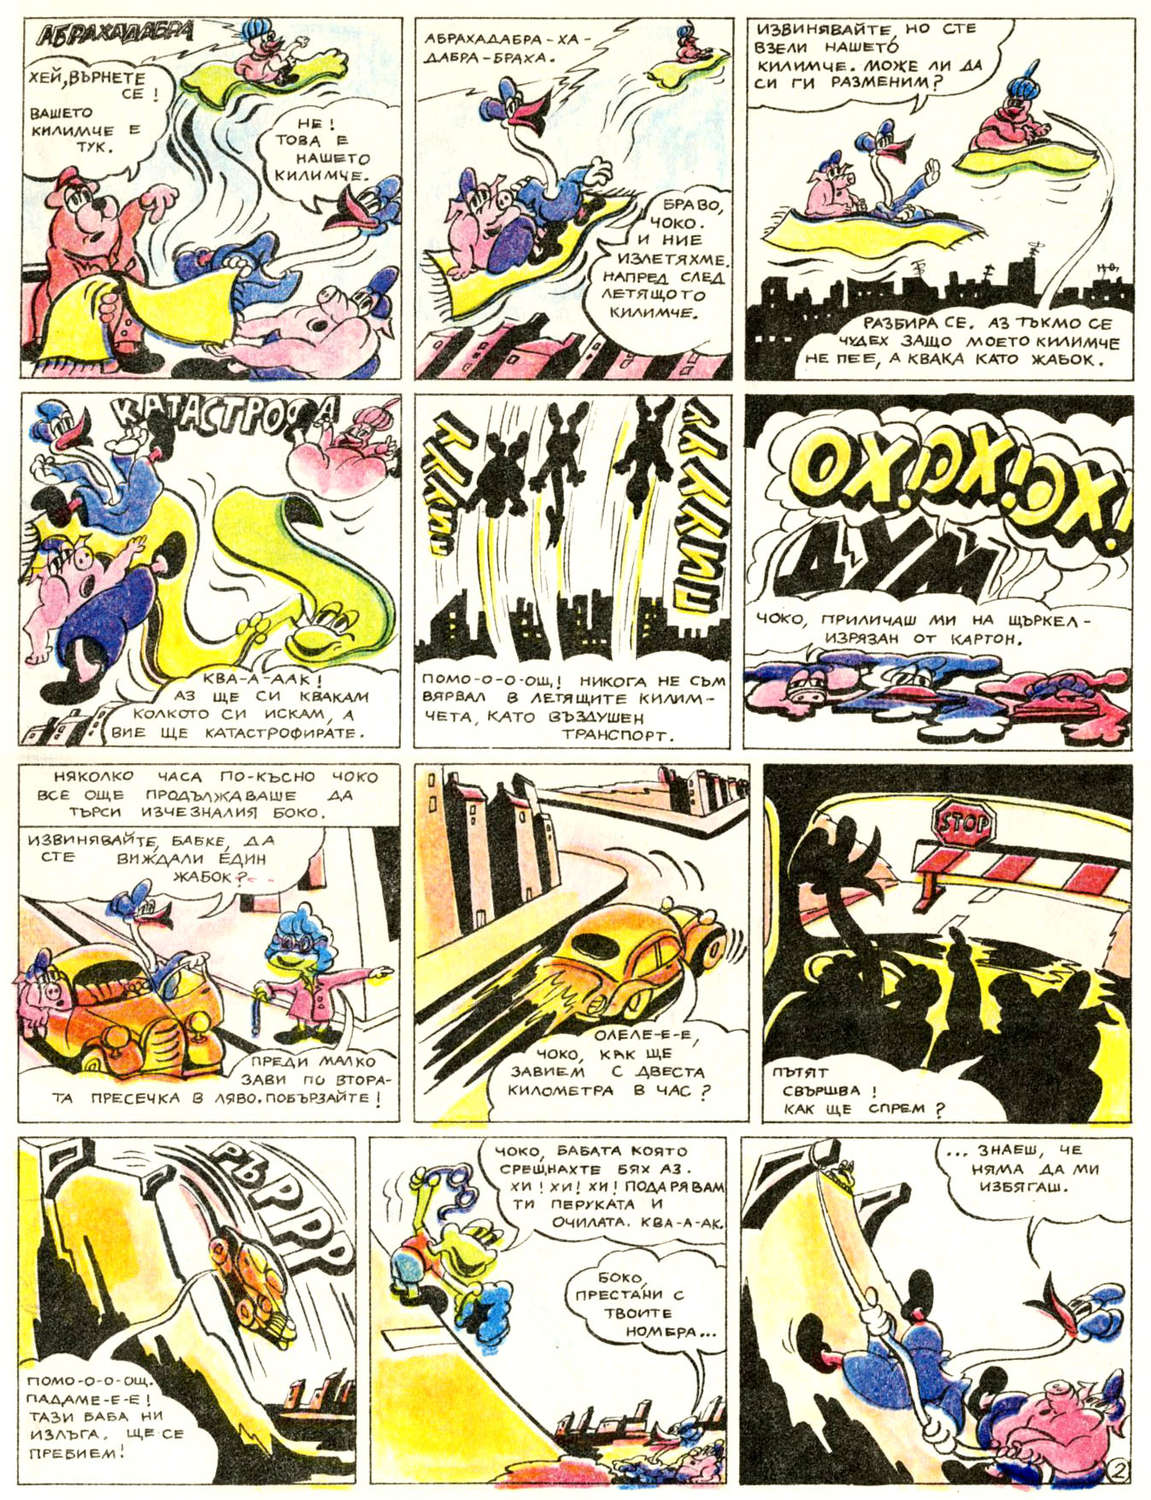 АБРАХАДАБРА
ХЕЙ, ВЪРНЕТЕ
СЕ!
ВАШЕТО
КИЛИМЧЕ Е
ТУК.
НЕ!
ТОВА Е
НАШЕТО
КИЛИМЧЕ.
АБРАХАДАБРА-ХА-
ДАБРА-БРАХА.
БРАВО,
ЧОКО.
И НИЕ
ИЗЛЕТЯХМЕ.
НАПРЕД СЛЕД
ЛЕТЯЩОТО
КИЛИМЧЕ.
ИЗВИНЯВАЙТЕ, НО СТЕ
ВЗЕЛИ НАШЕТО
КИЛИМЧЕ. МОЖЕ ЛИ ДА
СИ ГИ РАЗМЕНИМ?
РАЗБИРА СЕ. АЗ ТЪКМО СЕ
ЧУДЕХ ЗАЩО МОЕТО КИЛИМЧЕ
НЕ ПЕЕ, А КВАКА КАТО ЖАБОК.
КАТАСТРОФА
КВА-А-ААК!
АЗ ЩЕ СИ КВАКАМ
КОЛКОТО СИ ИСКАМ, А
ВИЕ ЩЕ КАТАСТРОФИРАТЕ.
ПОМО-О-О-ОЩ! НИКОГА НЕ СЪМ
ВЯРВАЛ В ЛЕТЯЩИТЕ КИЛИМ-
ЧЕТА, КАТО ВЪЗДУШЕН
ТРАНСПОРТ.
ОХ!ОХ!ОХ!
ДУМ
ЧОКО, ПРИЛИЧАШ МИ НА ЩЪРКЕЛ-
ИЗРЯЗАН ОТ КАРТОН.
НЯКОЛКО ЧАСА ПО-КЪСНО ЧОКО
ВСЕ ОЩЕ ПРОДЪЛЖАВАШЕ ДА
ТЪРСИ ИЗЧЕЗНАЛИЯ БОКО.
ИЗВИНЯВАЙТЕ, БАБКЕ, ДА
СТЕ ВИЖДАЛИ ЕДИН
ЖАБОК?
ПРЕДИ МАЛКО
ЗАВИ ПО ВТОРА-
ТА ПРЕСЕЧКА В ЛЯВО. ПОБЪРЗАЙТЕ!
ОЛЕЛЕ-Е-Е,
ЧОКО, КАК ЩЕ
ЗАВИЕМ С ДВЕСТА
КИЛОМЕТРА В ЧАС?
STOP
ПЪТЯТ
СВЪРШВА!
КАК ЩЕ СПРЕМ?
РЪРРРР
ПОМО-О-О-ОЩ.
ПАДАМЕ-Е-Е!
ТАЗИ БАБА НИ
ИЗЛЪГА. ЩЕ СЕ
ПРЕБИЕМ!
ЧОКО, БАБАТА КОЯТО
СРЕЩНАХТЕ БЯХ АЗ.
ХИ! ХИ! ХИ! ПОДАРЯВАМ
ТИ ПЕРУКАТА И
ОЧИЛАТА. КВА-А-АК.
БОКО,
ПРЕСТАНИ С
ТВОИТЕ
НОМЕРА...
... ЗНАЕШ, ЧЕ
НЯМА ДА МИ
ИЗБЯГАШ.
2